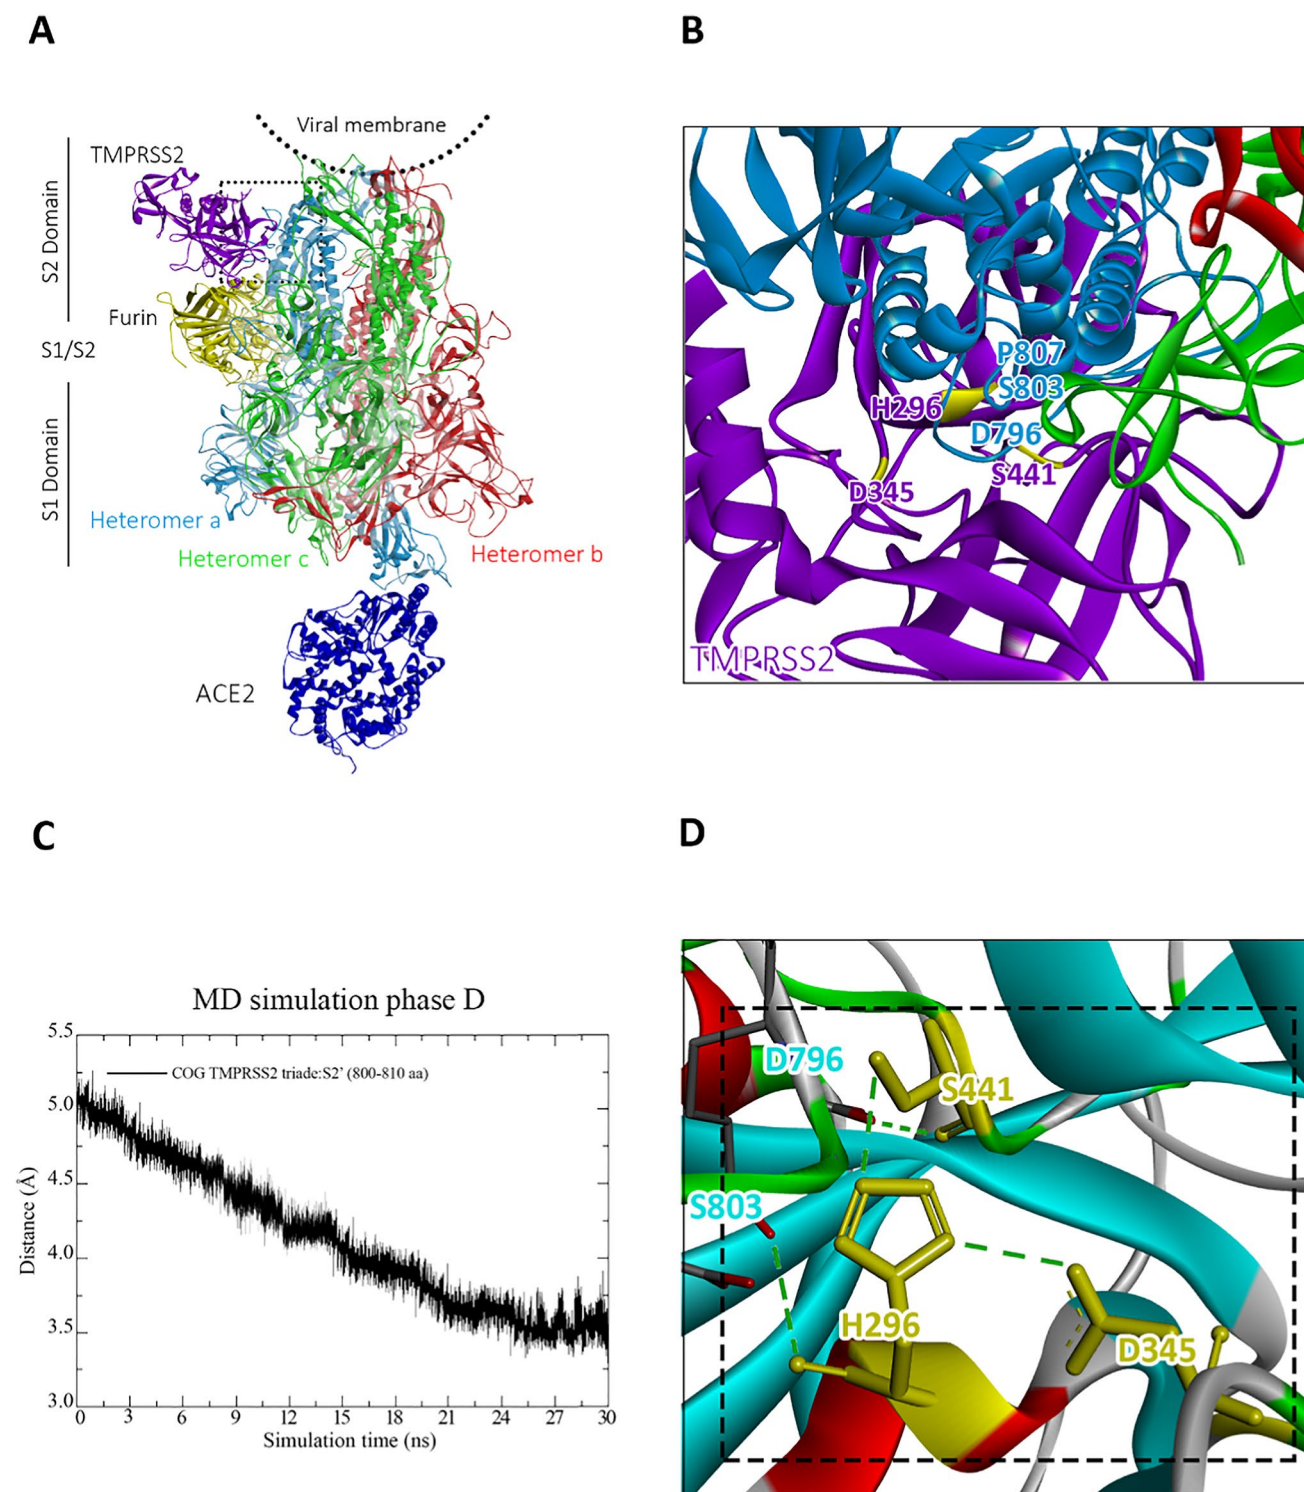 A
Viral membrane
TMPRSS2
S2 Domain
Furin
S1/S2
S1 Domain
Heteromer a
Heteromer c
Heteromer b
ACE2
B
P807
S803
H296
D796
S441
D345
TMPRSS2
C
MD simulation phase D
COG TMPRSS2 triade:S2' (800-810 aa)
5.5
5.0
4.5
4.0
3.5
3.0
Distance (Å)
0 3 6 9 12 15 18 21 24 27 30
Simulation time (ns)
D
D796
S441
S803
H296
D345